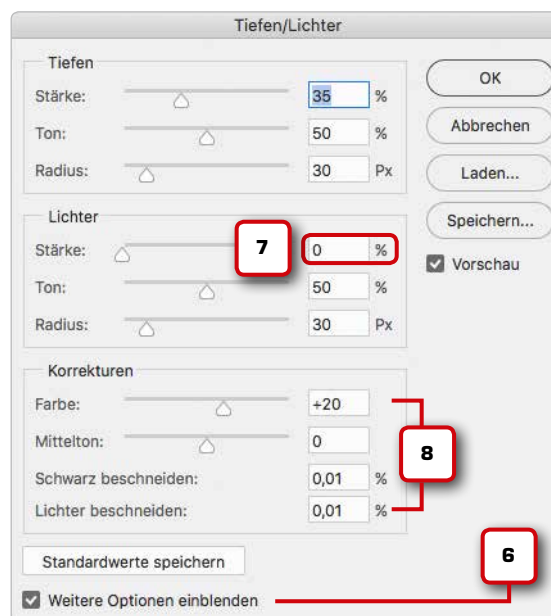 Tiefen/Lichter
Tiefen
Stärke: 35 %
Ton: 50 %
Radius: 30 Px
Lichter
Stärke: 7 0 %
Ton: 50 %
Radius: 30 Px
Korrekturen
Farbe: +20
Mittelton: 0
8
Schwarz beschneiden: 0,01 %
Lichter beschneiden: 0,01 %
Standardwerte speichern
6
Weitere Optionen einblenden
OK
Abbrechen
Laden...
Speichern...
Vorschau